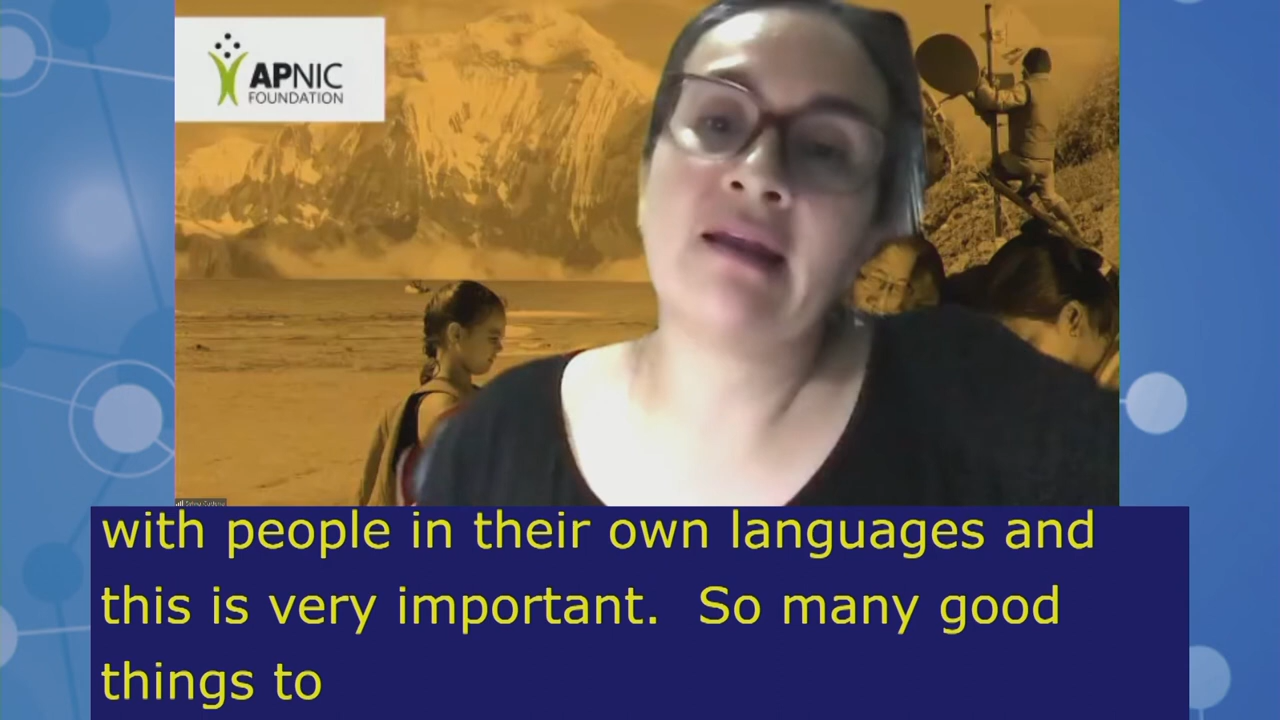 APNIC
FOUNDATION
with people in their own languages and
this is very important.  So many good
things to